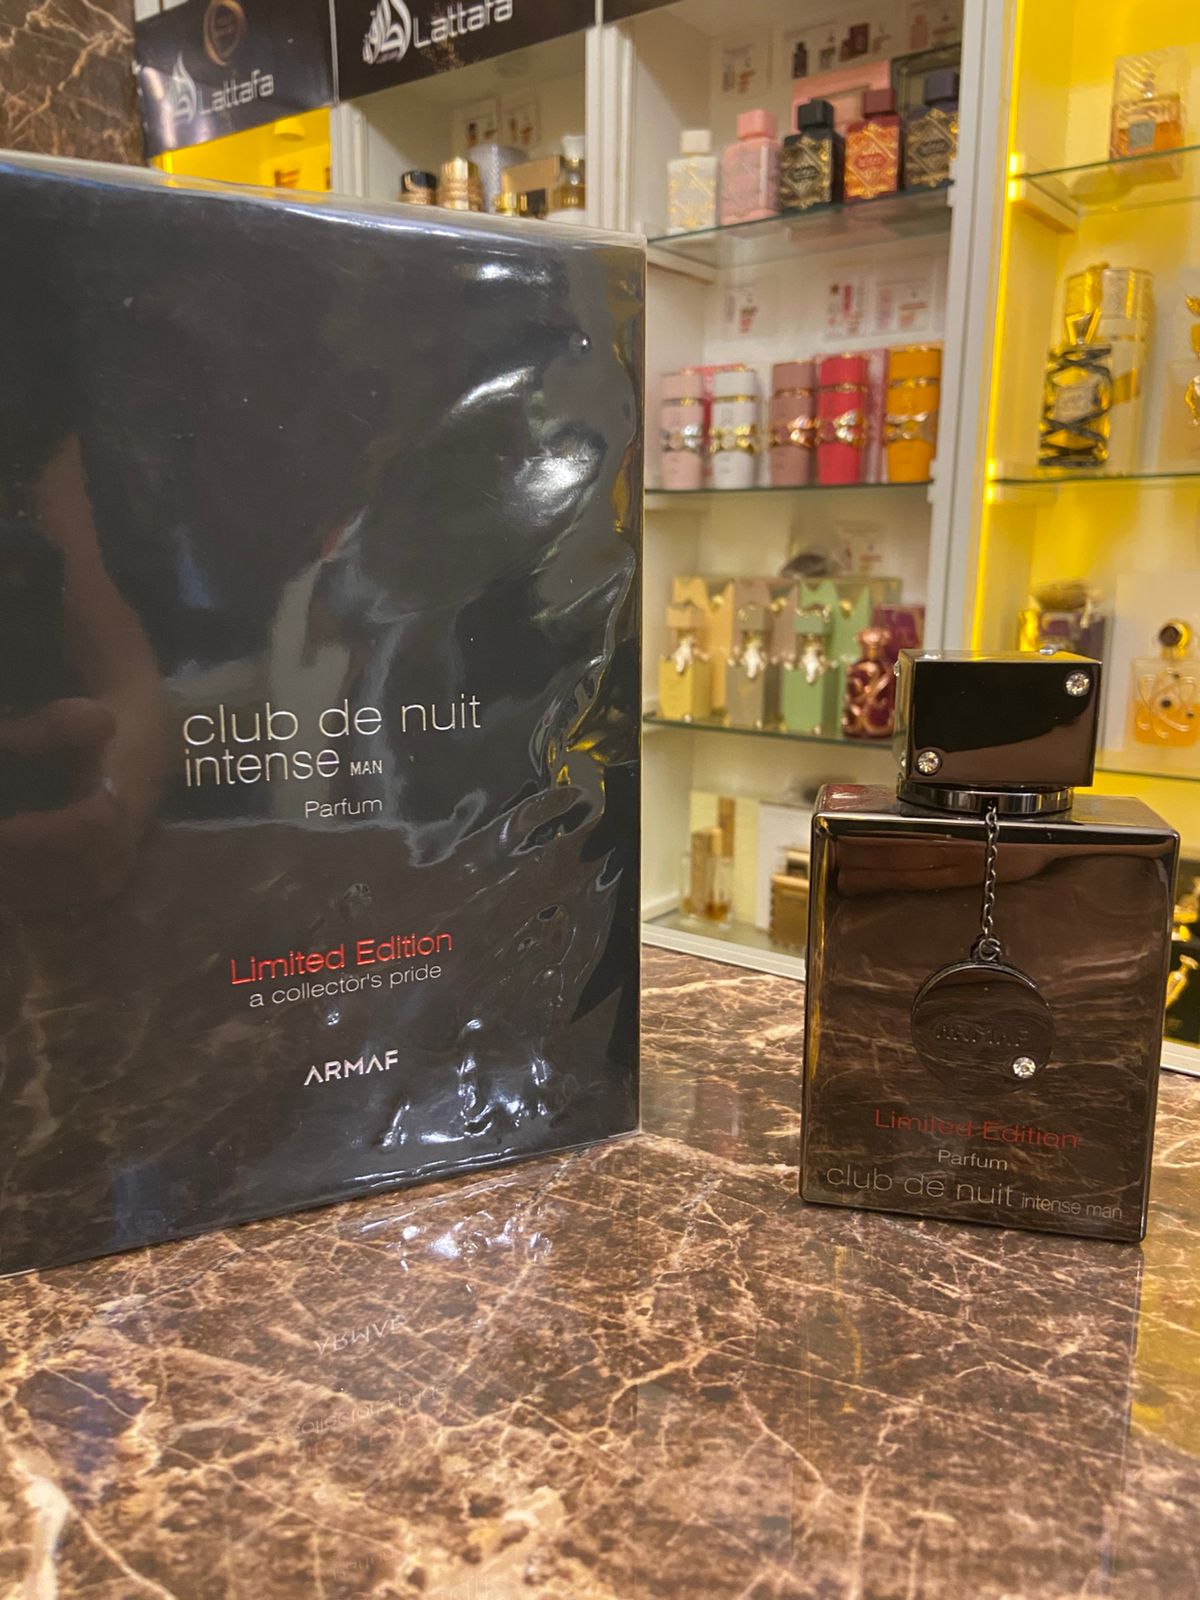 Lattafa
Lattafa
club de nuit
intense MAN
Parfum
Limited Edition
a collector's pride
ARMAF
ARMAF
Limited Edition
Parfum
club de nuit intense man